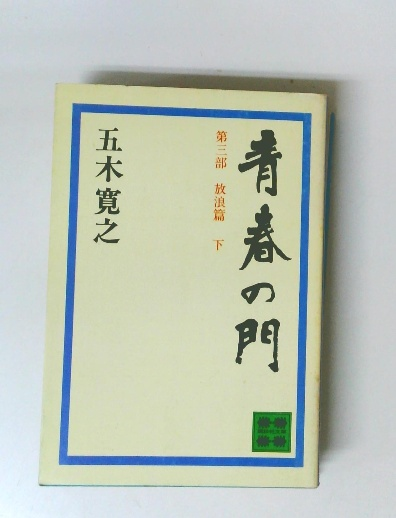 青春の門
第三部 放浪篇 下
五木寛之